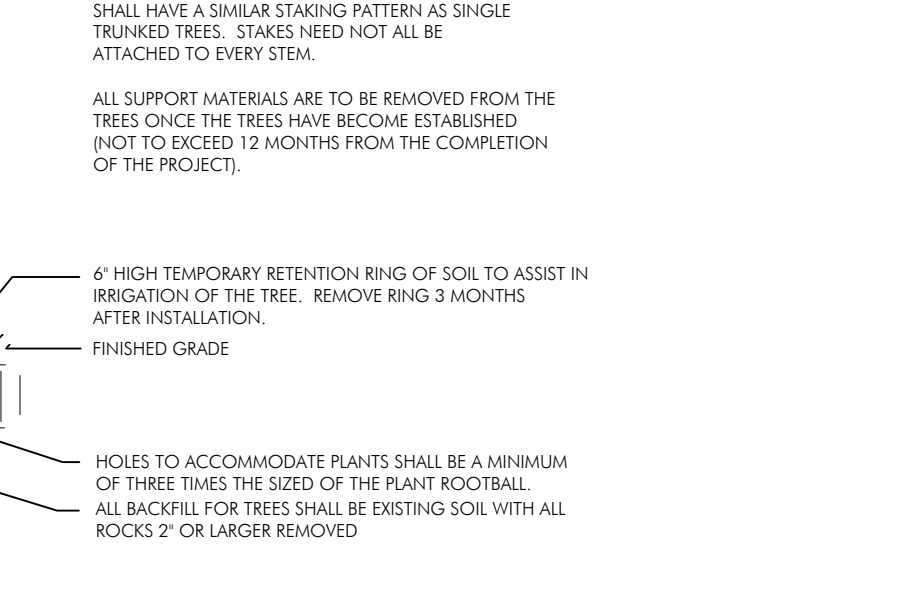 SHALL HAVE A SIMILAR STAKING PATTERN AS SINGLE
TRUNKED TREES.  STAKES NEED NOT ALL BE
ATTACHED TO EVERY STEM.
ALL SUPPORT MATERIALS ARE TO BE REMOVED FROM THE
TREES ONCE THE TREES HAVE BECOME ESTABLISHED
(NOT TO EXCEED 12 MONTHS FROM THE COMPLETION
OF THE PROJECT).
6" HIGH TEMPORARY RETENTION RING OF SOIL TO ASSIST IN
IRRIGATION OF THE TREE.  REMOVE RING 3 MONTHS
AFTER INSTALLATION.
FINISHED GRADE
HOLES TO ACCOMMODATE PLANTS SHALL BE A MINIMUM
OF THREE TIMES THE SIZED OF THE PLANT ROOTBALL.
ALL BACKFILL FOR TREES SHALL BE EXISTING SOIL WITH ALL
ROCKS 2" OR LARGER REMOVED